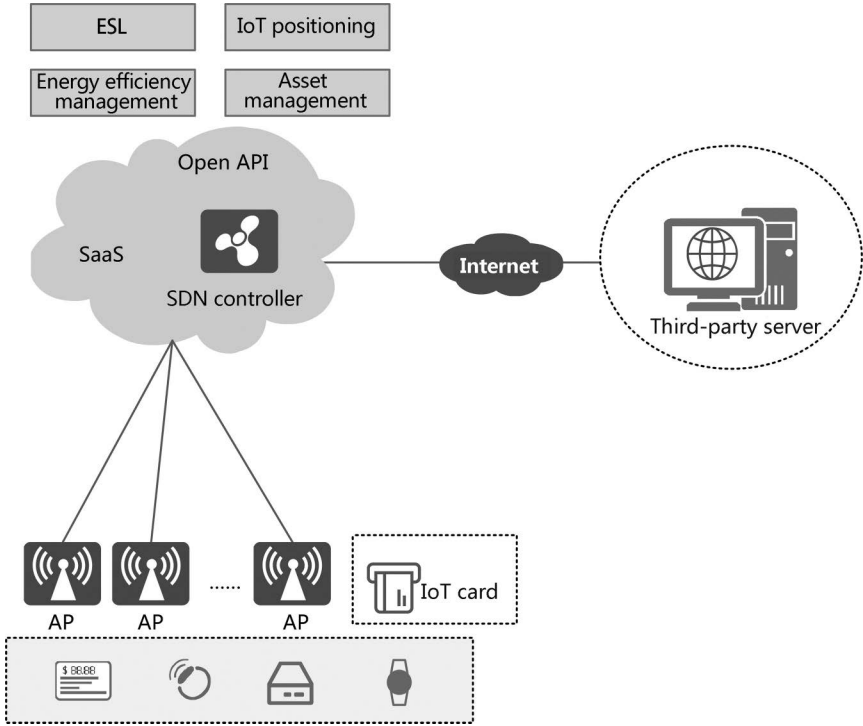 ESL
IoT positioning
Energy efficiency
management
Asset
management
Open API
SaaS
SDN controller
Internet
Third-party server
AP
AP
......
AP
IoT card
$ 88.88